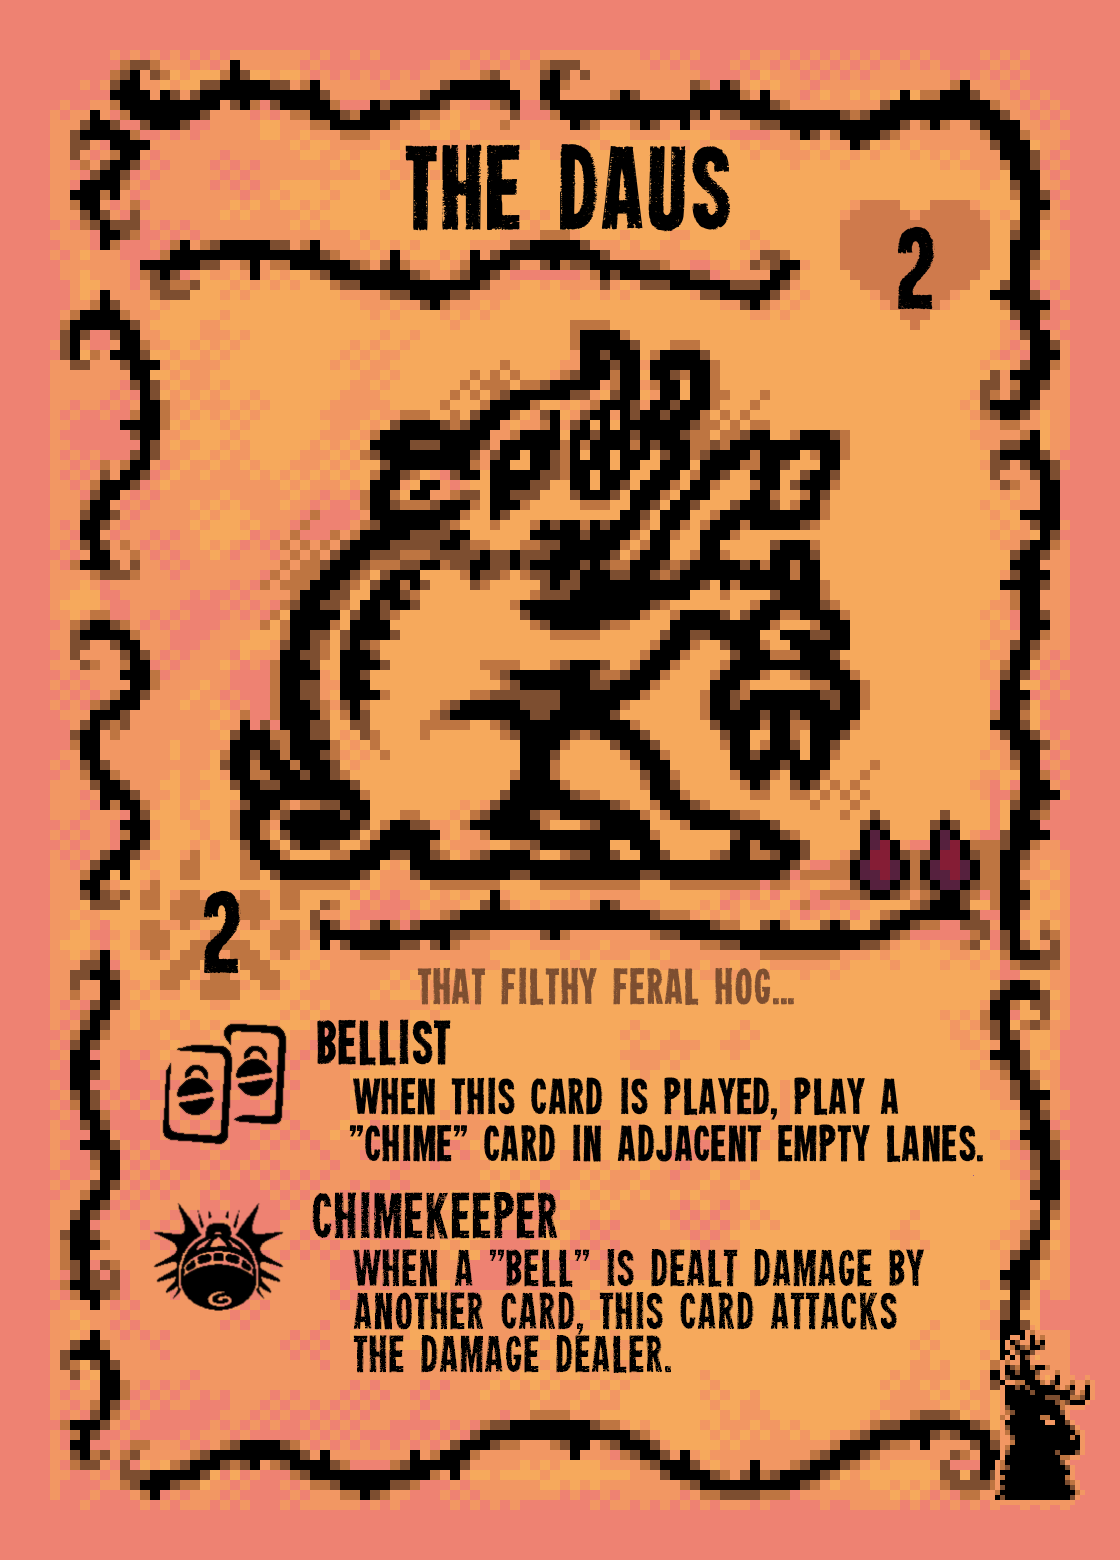 THE DAUS
2
2
THAT FILTHY FERAL HOG...
BELLIST
WHEN THIS CARD IS PLAYED, PLAY A
"CHIME" CARD IN ADJACENT EMPTY LANES.
CHIMEKEEPER
WHEN A "BELL" IS DEALT DAMAGE BY
ANOTHER CARD, THIS CARD ATTACKS
THE DAMAGE DEALER.